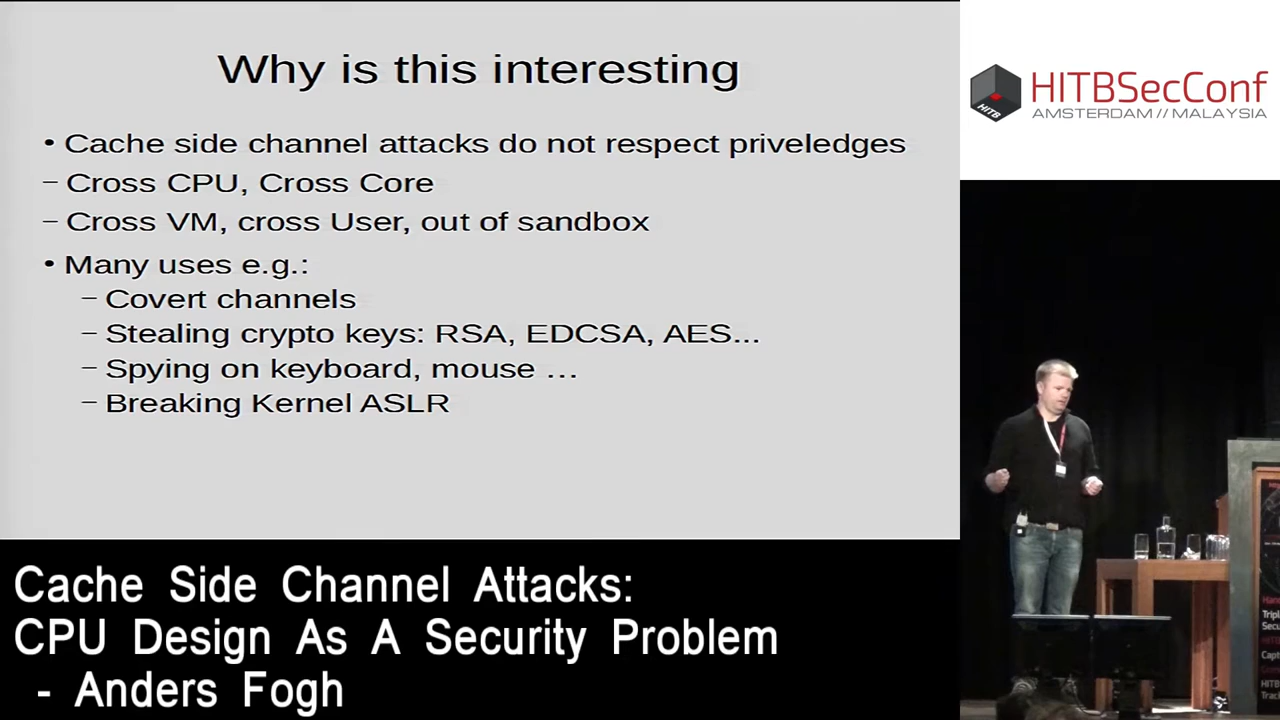 Why is this interesting
• Cache side channel attacks do not respect priveledges
– Cross CPU, Cross Core
– Cross VM, cross User, out of sandbox
• Many uses e.g.:
– Covert channels
– Stealing crypto keys: RSA, EDCSA, AES...
– Spying on keyboard, mouse ...
– Breaking Kernel ASLR
HITBSecConf
AMSTERDAM // MALAYSIA
HITB
Cache Side Channel Attacks:
CPU Design As A Security Problem
- Anders Fogh